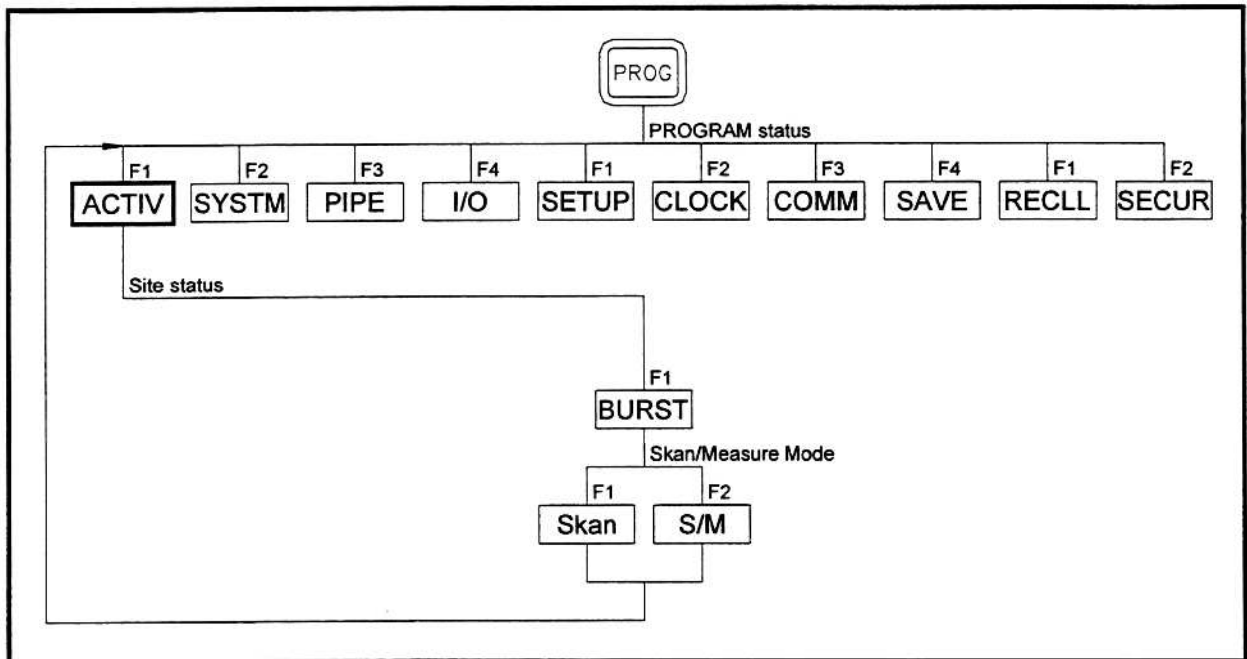 PROG
PROGRAM status
F1 F2 F3 F4 F1 F2 F3 F4 F1 F2
ACTIV SYSTM PIPE I/O SETUP CLOCK COMM SAVE RECLL SECUR
Site status
F1
BURST
Skan/Measure Mode
F1 F2
Skan S/M